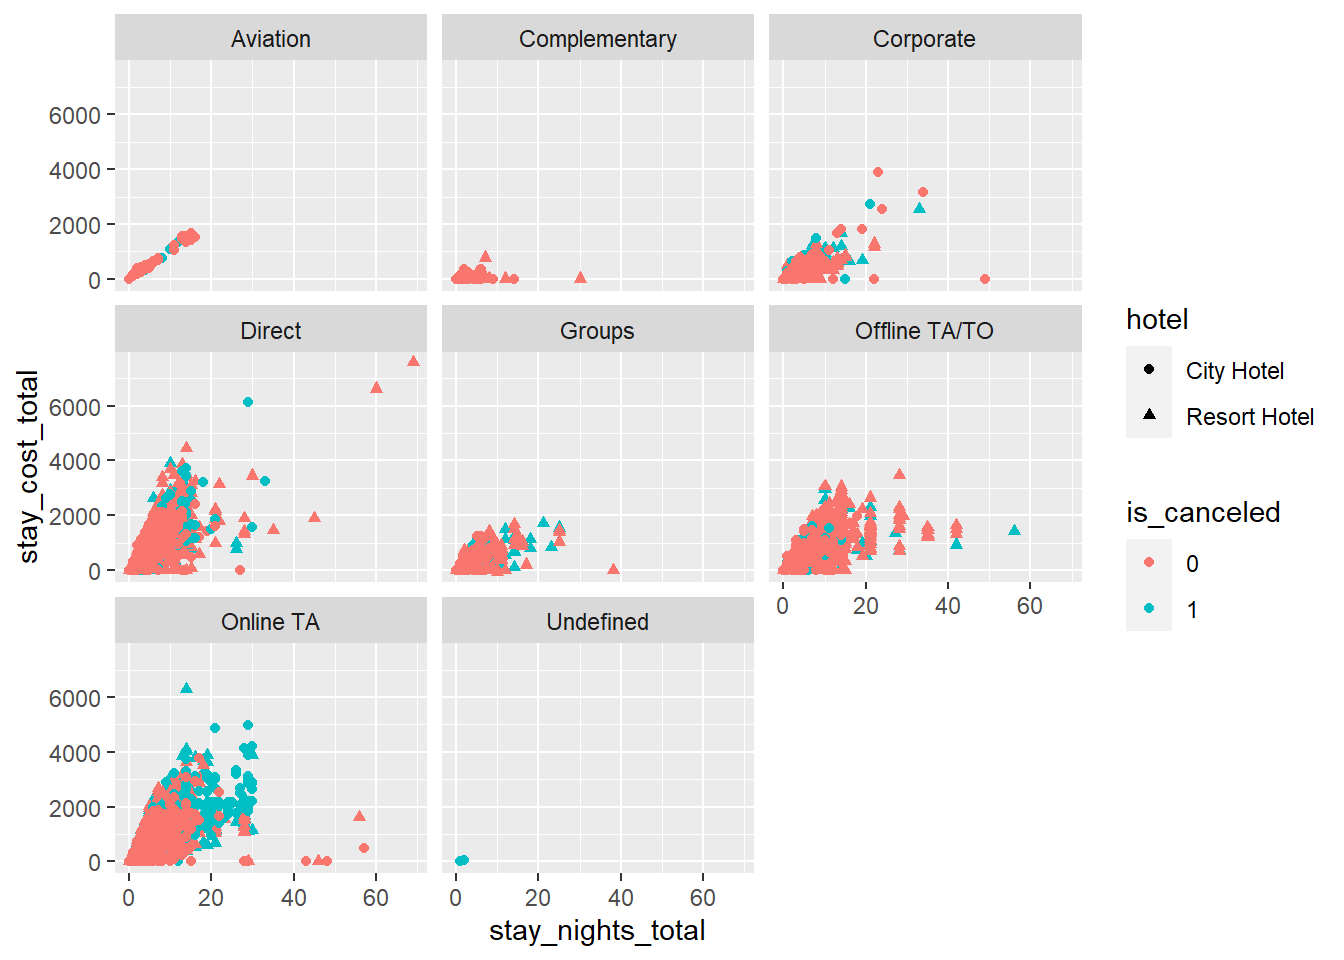 Aviation
Complementary
Corporate
6000
4000
2000
0
Direct
Groups
Offline TA/TO
6000
4000
2000
0
0
20
40
60
Online TA
Undefined
6000
4000
2000
0
0
20
40
60
0
20
40
60
stay_nights_total
stay_cost_total
hotel
City Hotel
Resort Hotel
is_canceled
0
1